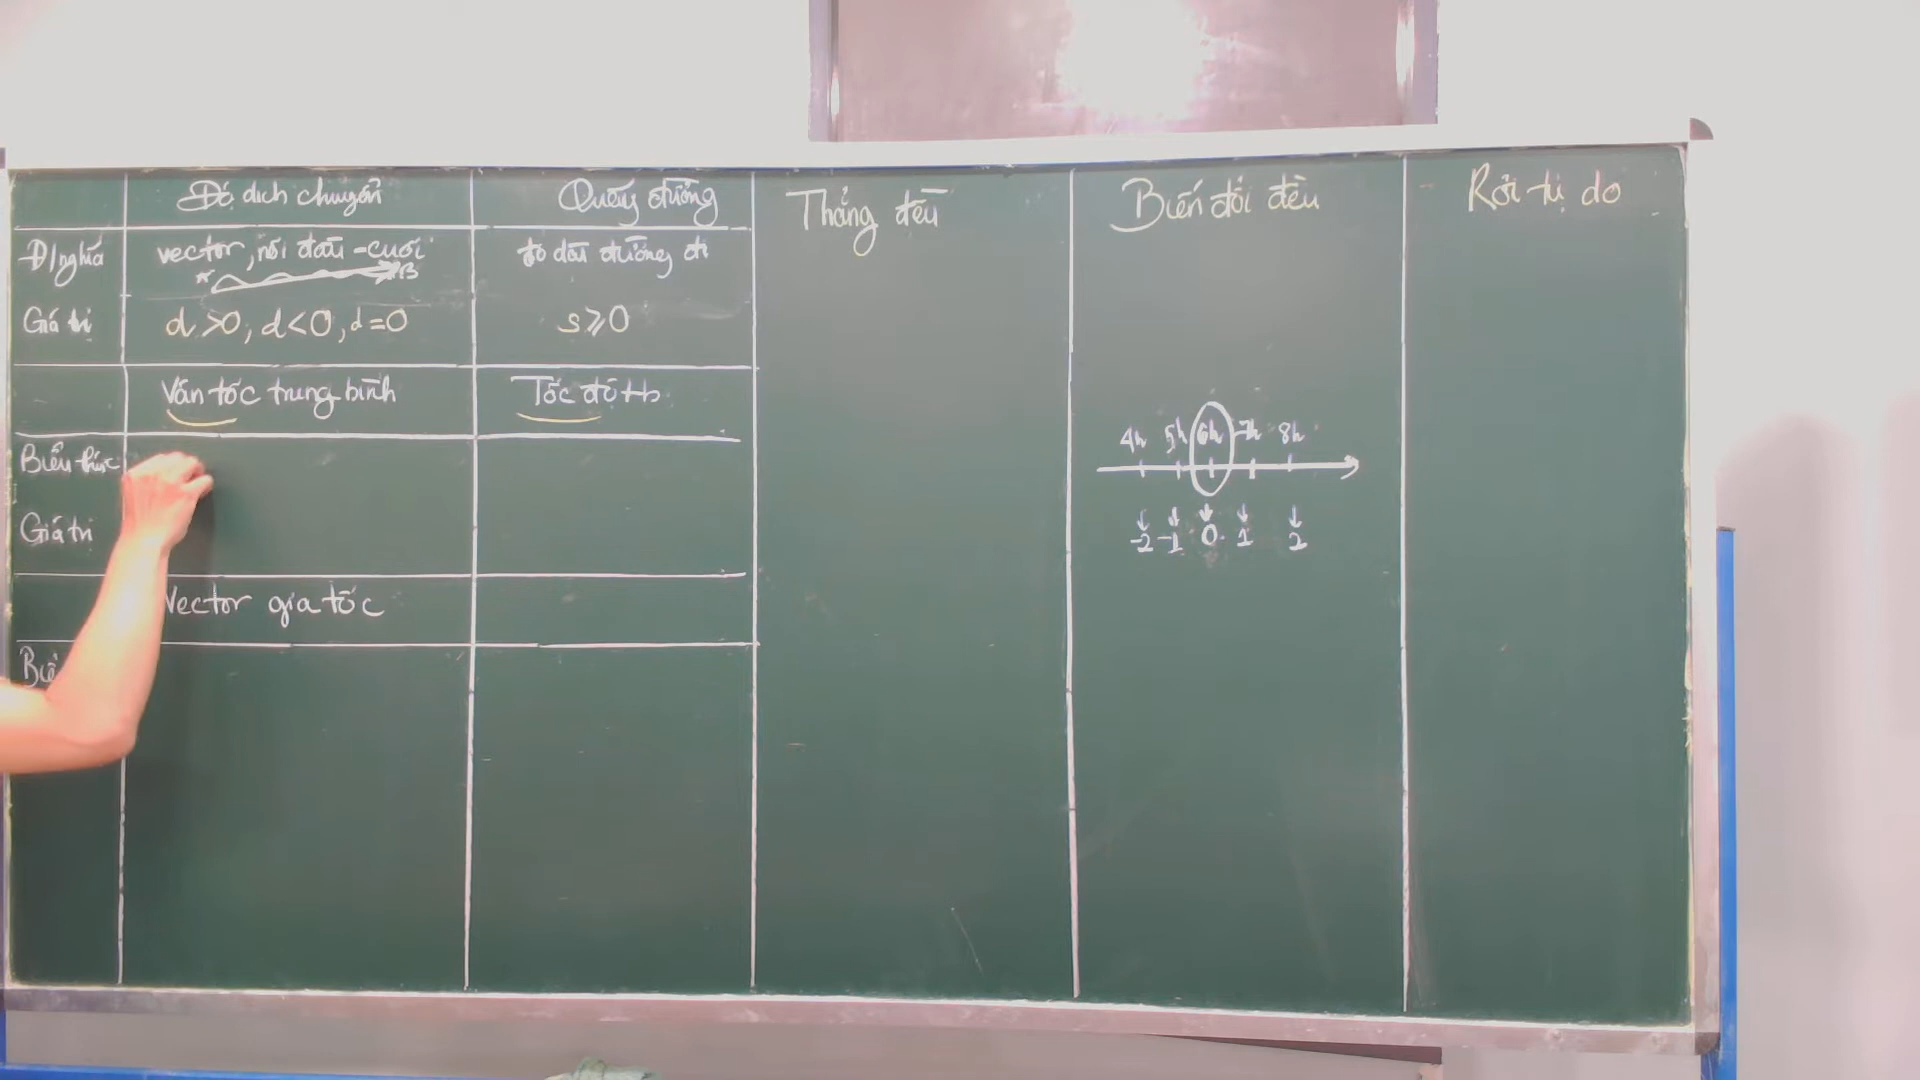 Độ dịch chuyển
Quãng đường
Thẳng đều
Biến đổi đều
Rơi tự do
Đ/nghĩa
vector, nối đầu - cuối
độ dài đường đi
A B
Giá trị
d > 0, d < 0, d = 0
s ⩾ 0
Vận tốc trung bình
Tốc độ tb
Biểu thức
4h 5h 6h 7h 8h
Giá trị
-2 -1 0 1 2
Vector gia tốc